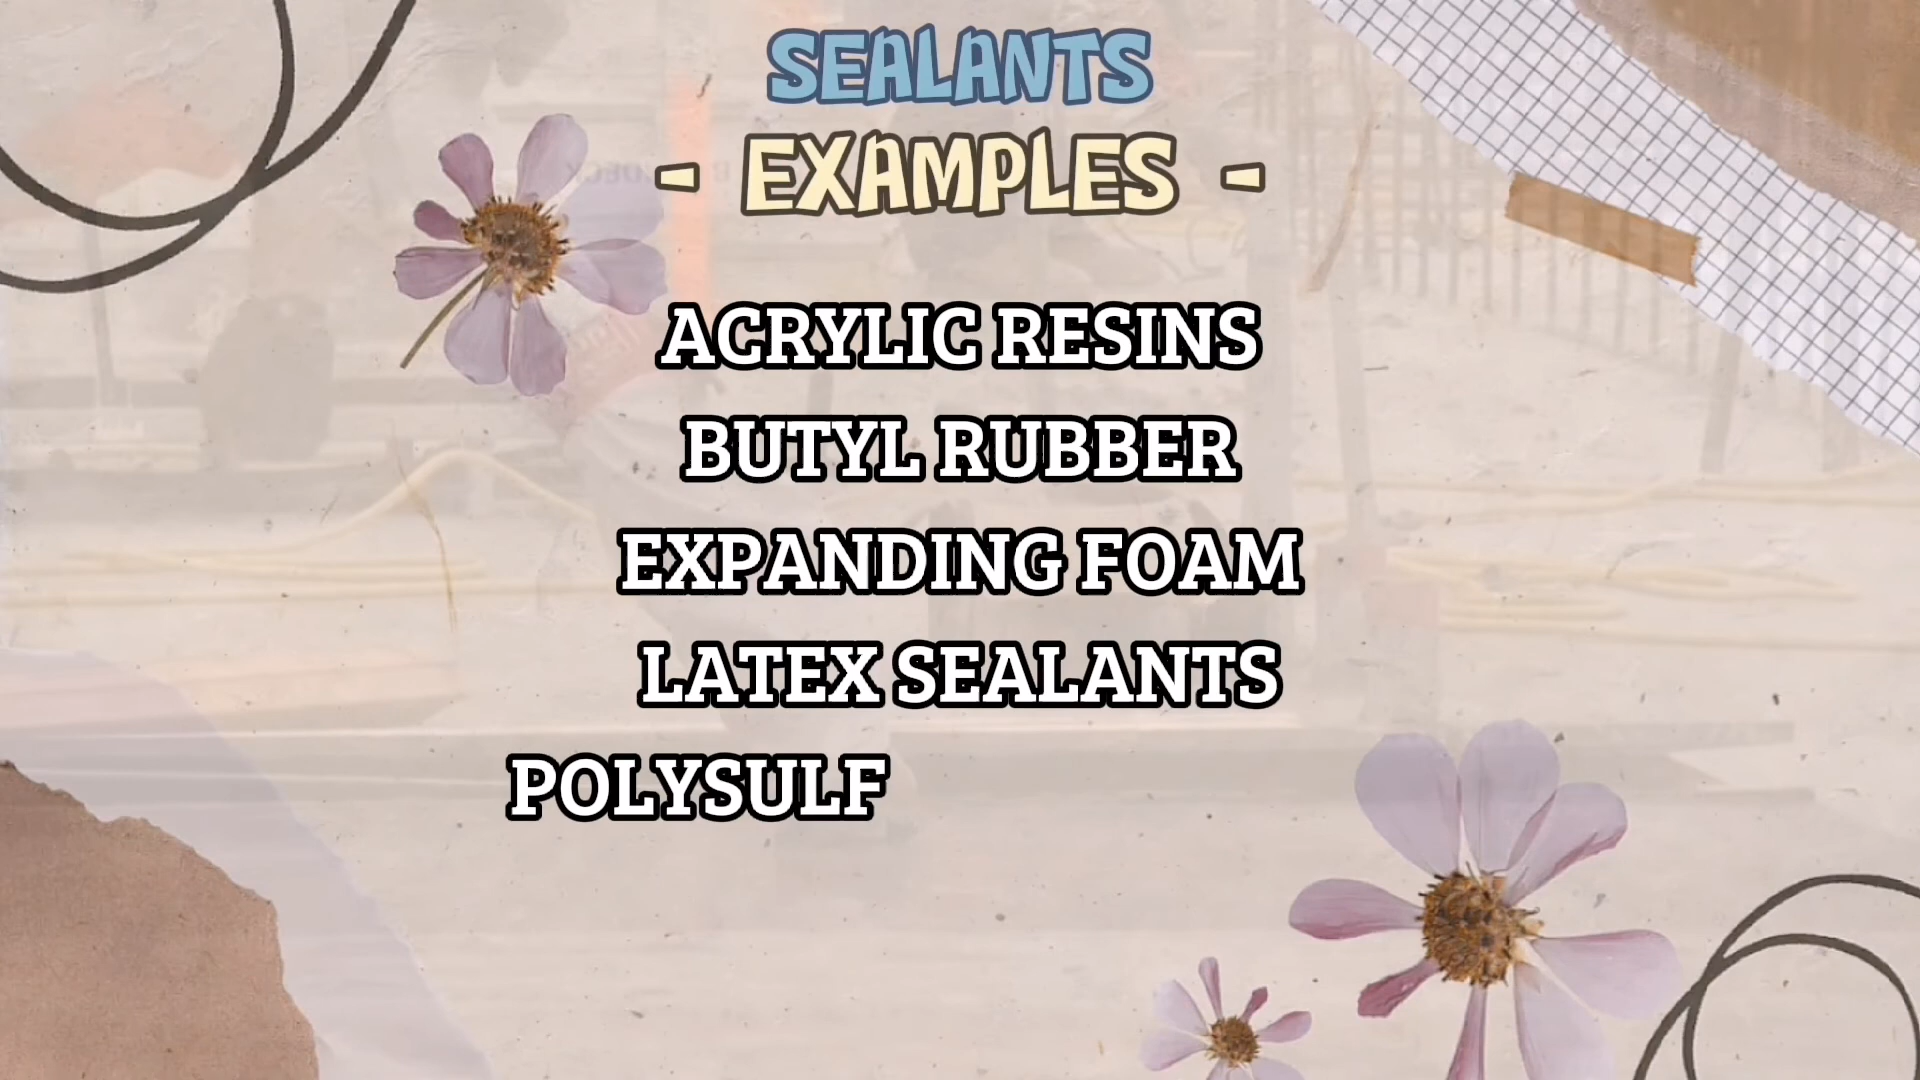 SEALANTS
- EXAMPLES -
ACRYLIC RESINS
BUTYL RUBBER
EXPANDING FOAM
LATEX SEALANTS
POLYSULF